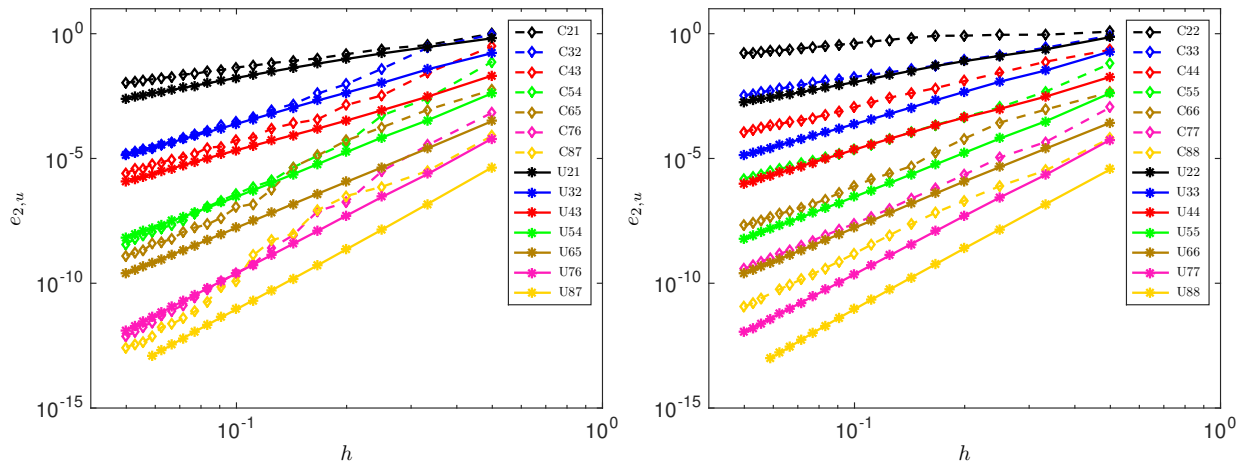 10^0
10^-5
10^-10
10^-15
e_{2,u}
10^-1
10^0
h
C21
C32
C43
C54
C65
C76
C87
U21
U32
U43
U54
U65
U76
U87
10^0
10^-5
10^-10
10^-15
e_{2,u}
10^-1
10^0
h
C22
C33
C44
C55
C66
C77
C88
U22
U33
U44
U55
U66
U77
U88